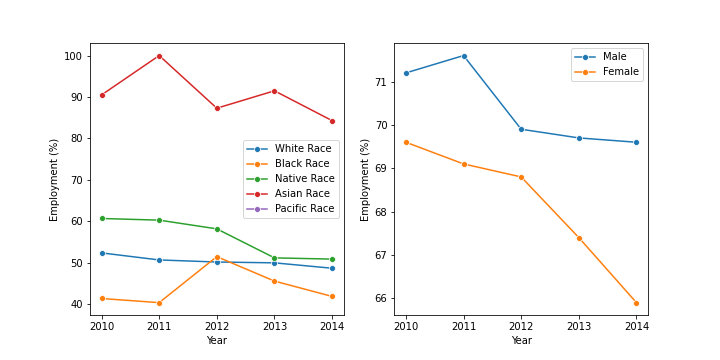 100
90
80
70
60
50
40
Employment (%)
2010 2011 2012 2013 2014
Year
White Race
Black Race
Native Race
Asian Race
Pacific Race
71
70
69
68
67
66
Employment (%)
2010 2011 2012 2013 2014
Year
Male
Female